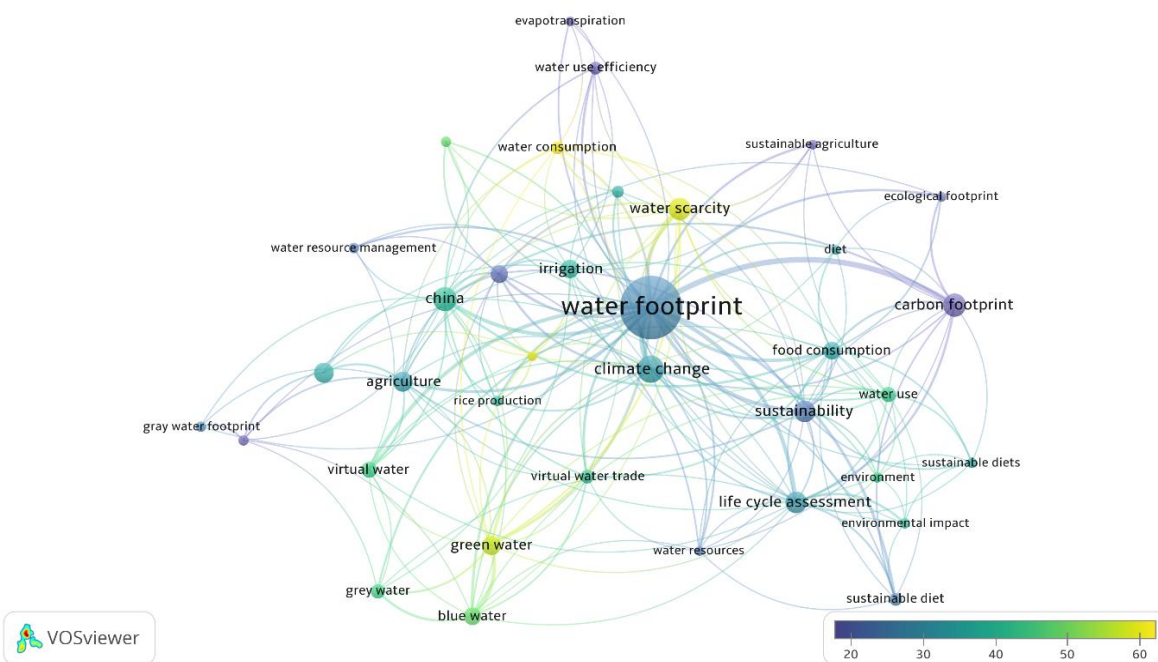 evapotranspiration
water use efficiency
water consumption
sustainable agriculture
ecological footprint
water scarcity
water resource management
diet
irrigation
china
water footprint
carbon footprint
food consumption
climate change
agriculture
water use
rice production
sustainability
gray water footprint
sustainable diets
virtual water
virtual water trade
environment
life cycle assessment
environmental impact
green water
water resources
grey water
sustainable diet
blue water
VOSviewer
20 30 40 50 60